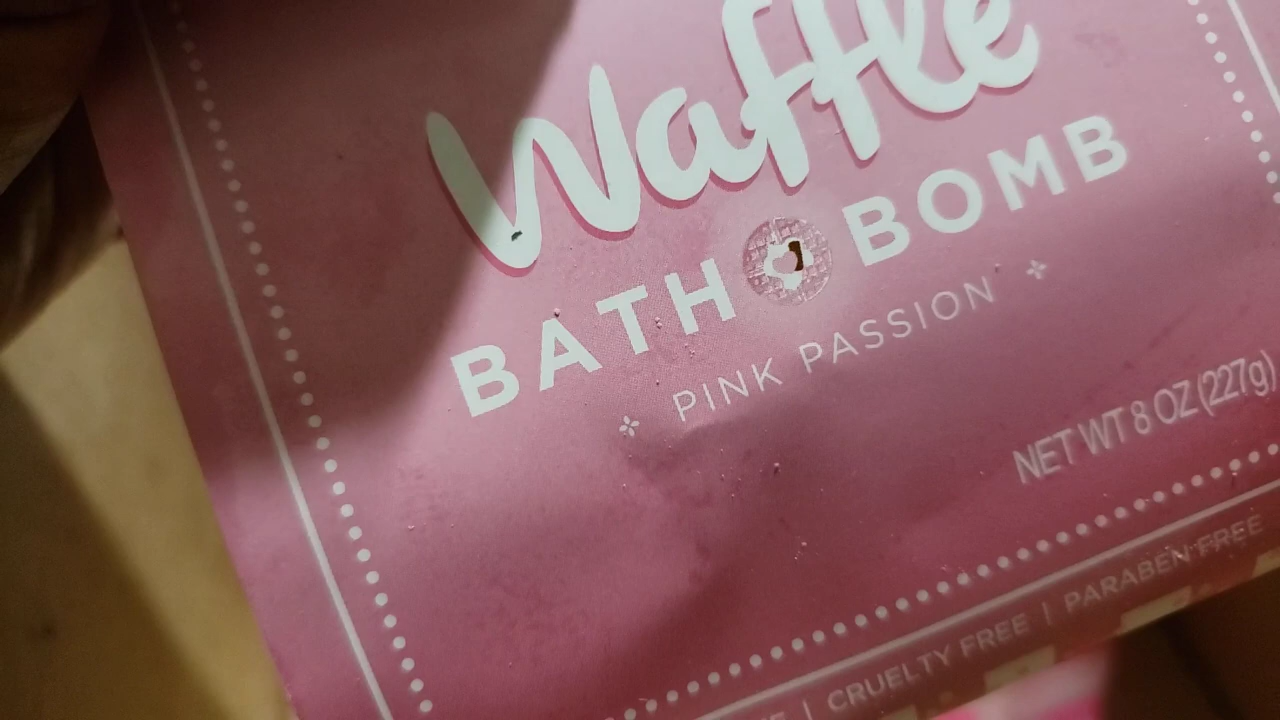 Waffle
BATH BOMB
PINK PASSION
NET WT 8 OZ (227g)
| CRUELTY FREE | PARABEN FREE